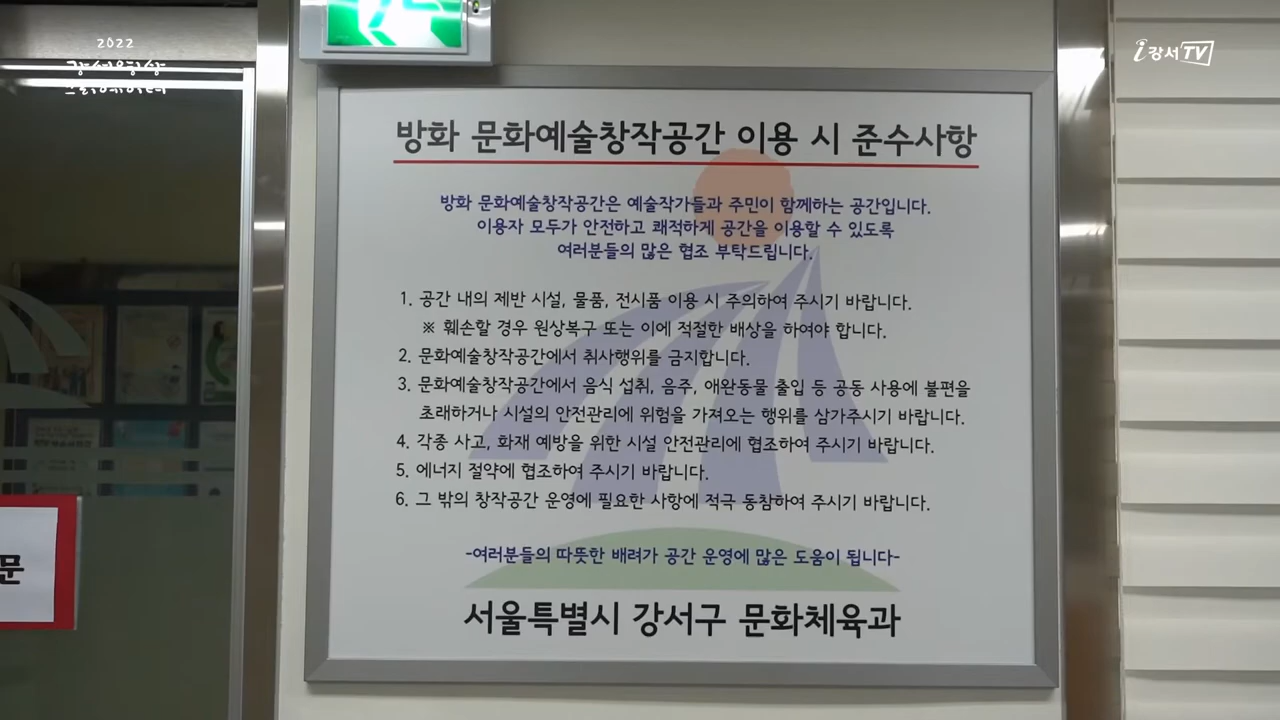 2022
i강서TV
방화 문화예술창작공간 이용 시 준수사항
방화 문화예술창작공간은 예술작가들과 주민이 함께하는 공간입니다.
이용자 모두가 안전하고 쾌적하게 공간을 이용할 수 있도록
여러분들의 많은 협조 부탁드립니다.
1. 공간 내의 제반 시설, 물품, 전시품 이용 시 주의하여 주시기 바랍니다.
※ 훼손할 경우 원상복구 또는 이에 적절한 배상을 하여야 합니다.
2. 문화예술창작공간에서 취사행위를 금지합니다.
3. 문화예술창작공간에서 음식 섭취, 음주, 애완동물 출입 등 공동 사용에 불편을
초래하거나 시설의 안전관리에 위험을 가져오는 행위를 삼가주시기 바랍니다.
4. 각종 사고, 화재 예방을 위한 시설 안전관리에 협조하여 주시기 바랍니다.
5. 에너지 절약에 협조하여 주시기 바랍니다.
6. 그 밖의 창작공간 운영에 필요한 사항에 적극 동참하여 주시기 바랍니다.
-여러분들의 따뜻한 배려가 공간 운영에 많은 도움이 됩니다-
서울특별시 강서구 문화체육과
문